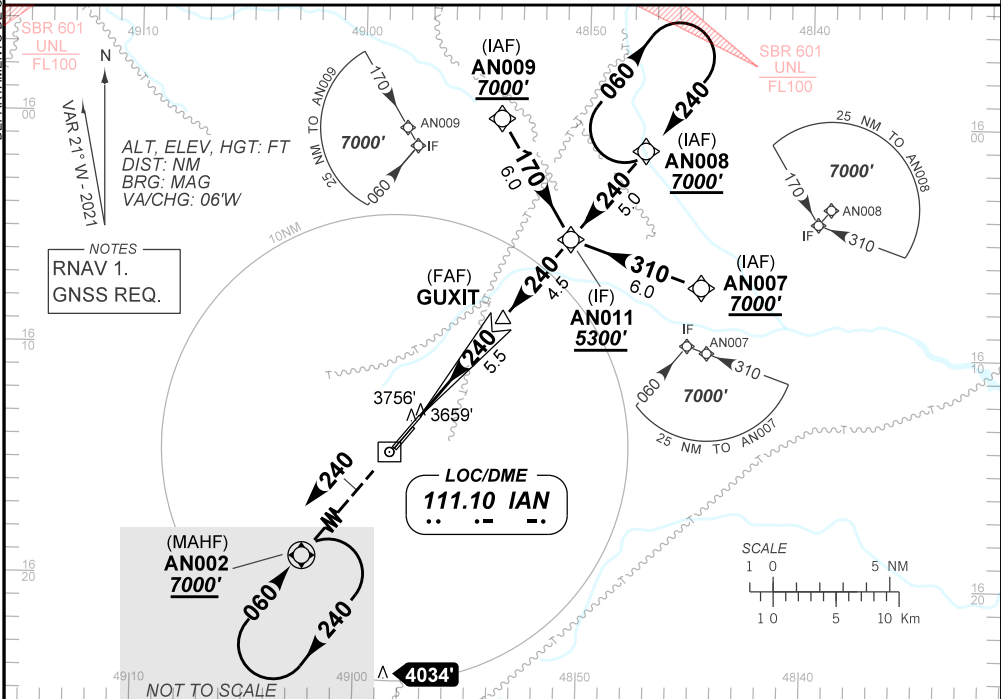 SBR 601
UNL
FL100
49 10
49 00
48 50
48 40
SBR 601
UNL
FL100
N
VAR 21° W - 2021
16 00
ALT, ELEV, HGT: FT
DIST: NM
BRG: MAG
VA/CHG: 06'W
NOTES
RNAV 1.
GNSS REQ.
25 NM TO AN009
170
7000'
AN009
IF
060
(IAF)
AN009
7000'
170
6.0
060
240
(IAF)
AN008
7000'
240
5.0
25 NM TO AN008
7000'
170
AN008
IF
310
16 00
10NM
310
6.0
(IAF)
AN007
7000'
(FAF)
GUXIT
240
4.5
(IF)
AN011
5300'
16 10
240
5.5
IF
AN007
310
060
7000'
25 NM TO AN007
16 10
3756'
3659'
LOC/DME
111.10 IAN
.. .- -.
240
(MAHF)
AN002
7000'
060
240
NOT TO SCALE
16 20
SCALE
1 0 5 NM
1 0 5 10 Km
16 20
4034'
49 10
49 00
48 50
48 40
T
T
T
T
T
T
T
T